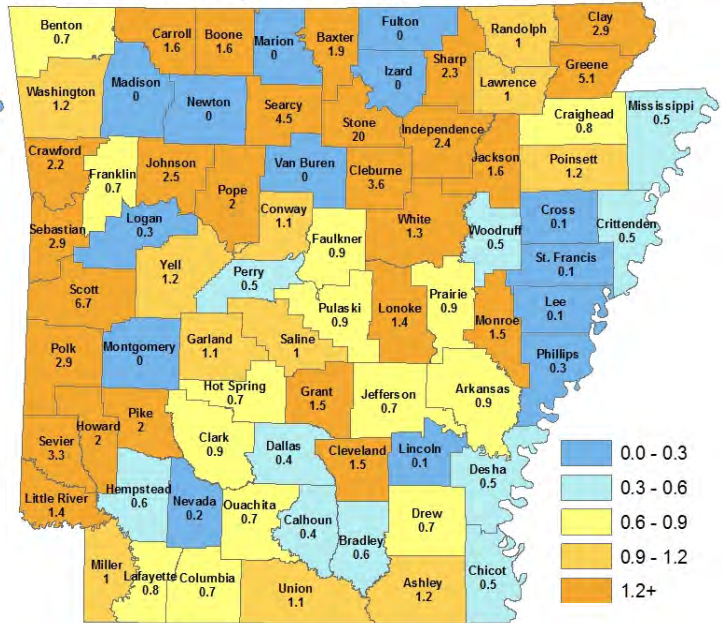 Benton
0.7
Carroll
1.6
Boone
1.6
Marion
0
Baxter
1.9
Fulton
0
Randolph
1
Clay
2.9
Izard
0
Sharp
2.3
Greene
5.1
Washington
1.2
Madison
0
Newton
0
Searcy
4.5
Lawrence
1
Stone
20
Independence
2.4
Craighead
0.8
Mississippi
0.5
Crawford
2.2
Franklin
0.7
Johnson
2.5
Pope
2
Van Buren
0
Cleburne
3.6
Jackson
1.6
Poinsett
1.2
Sebastian
2.9
Logan
0.3
Conway
1.1
Faulkner
0.9
White
1.3
Woodruff
0.5
Cross
0.1
Crittenden
0.5
Yell
1.2
Perry
0.5
St. Francis
0.1
Scott
6.7
Pulaski
0.9
Lonoke
1.4
Prairie
0.9
Monroe
1.5
Lee
0.1
Polk
2.9
Montgomery
0
Garland
1.1
Saline
1
Phillips
0.3
Hot Spring
0.7
Grant
1.5
Jefferson
0.7
Arkansas
0.9
Sevier
3.3
Howard
2
Pike
2
Clark
0.9
Dallas
0.4
Cleveland
1.5
Lincoln
0.1
Desha
0.5
Little River
1.4
Hempstead
0.6
Nevada
0.2
Ouachita
0.7
Calhoun
0.4
Bradley
0.6
Drew
0.7
Miller
1
Lafayette
0.8
Columbia
0.7
Union
1.1
Ashley
1.2
Chicot
0.5
0.0 - 0.3
0.3 - 0.6
0.6 - 0.9
0.9 - 1.2
1.2+